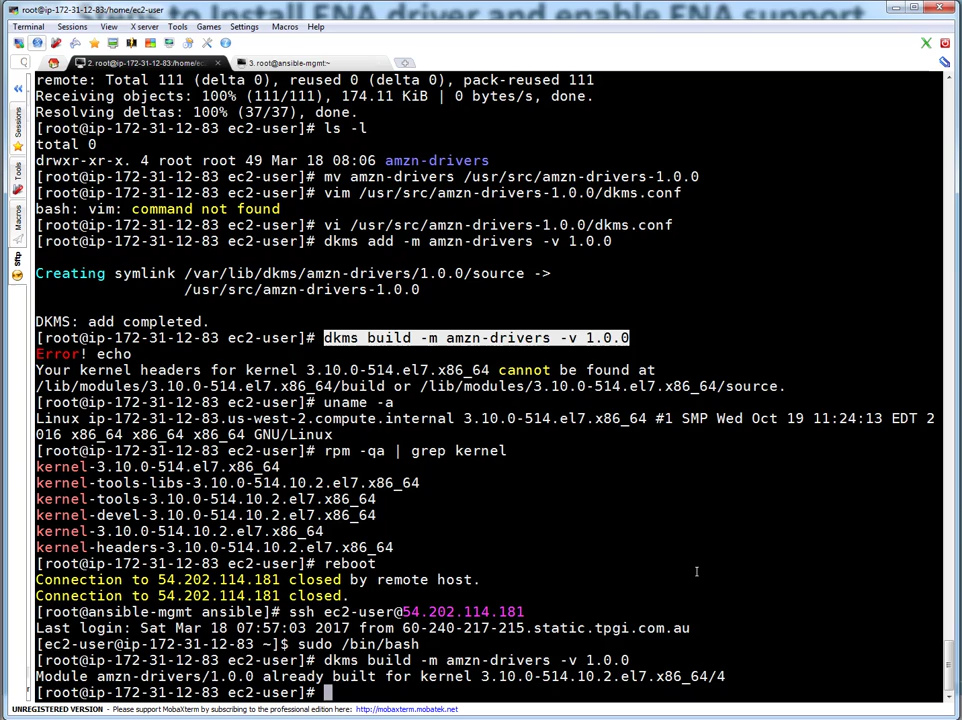 Steps to Install ENA driver and enable ENA support
root@ip-172-31-12-83:/home/ec2-user
Terminal Sessions View X server Tools Games Settings Macros Help
2. root@ip-172-31-12-83:/home/ec 3. root@ansible-mgmt:~
Sessions
Tools
Macros
Sftp
remote: Total 111 (delta 0), reused 0 (delta 0), pack-reused 111
Receiving objects: 100% (111/111), 174.11 KiB | 0 bytes/s, done.
Resolving deltas: 100% (37/37), done.
[root@ip-172-31-12-83 ec2-user]# ls -l
total 0
drwxr-xr-x. 4 root root 49 Mar 18 08:06 amzn-drivers
[root@ip-172-31-12-83 ec2-user]# mv amzn-drivers /usr/src/amzn-drivers-1.0.0
[root@ip-172-31-12-83 ec2-user]# vim /usr/src/amzn-drivers-1.0.0/dkms.conf
bash: vim: command not found
[root@ip-172-31-12-83 ec2-user]# vi /usr/src/amzn-drivers-1.0.0/dkms.conf
[root@ip-172-31-12-83 ec2-user]# dkms add -m amzn-drivers -v 1.0.0
Creating symlink /var/lib/dkms/amzn-drivers/1.0.0/source ->
/usr/src/amzn-drivers-1.0.0
DKMS: add completed.
[root@ip-172-31-12-83 ec2-user]# dkms build -m amzn-drivers -v 1.0.0
Error! echo
Your kernel headers for kernel 3.10.0-514.el7.x86_64 cannot be found at
/lib/modules/3.10.0-514.el7.x86_64/build or /lib/modules/3.10.0-514.el7.x86_64/source.
[root@ip-172-31-12-83 ec2-user]# uname -a
Linux ip-172-31-12-83.us-west-2.compute.internal 3.10.0-514.el7.x86_64 #1 SMP Wed Oct 19 11:24:13 EDT 2
016 x86_64 x86_64 x86_64 GNU/Linux
[root@ip-172-31-12-83 ec2-user]# rpm -qa | grep kernel
kernel-3.10.0-514.el7.x86_64
kernel-tools-libs-3.10.0-514.10.2.el7.x86_64
kernel-tools-3.10.0-514.10.2.el7.x86_64
kernel-devel-3.10.0-514.10.2.el7.x86_64
kernel-3.10.0-514.10.2.el7.x86_64
kernel-headers-3.10.0-514.10.2.el7.x86_64
[root@ip-172-31-12-83 ec2-user]# reboot
Connection to 54.202.114.181 closed by remote host.
Connection to 54.202.114.181 closed.
[root@ansible-mgmt ansible]# ssh ec2-user@54.202.114.181
Last login: Sat Mar 18 07:57:03 2017 from 60-240-217-215.static.tpgi.com.au
[ec2-user@ip-172-31-12-83 ~]$ sudo /bin/bash
[root@ip-172-31-12-83 ec2-user]# dkms build -m amzn-drivers -v 1.0.0
Module amzn-drivers/1.0.0 already built for kernel 3.10.0-514.10.2.el7.x86_64/4
[root@ip-172-31-12-83 ec2-user]#
UNREGISTERED VERSION - Please support MobaXterm by subscribing to the professional edition here: http://mobaxterm.mobatek.net